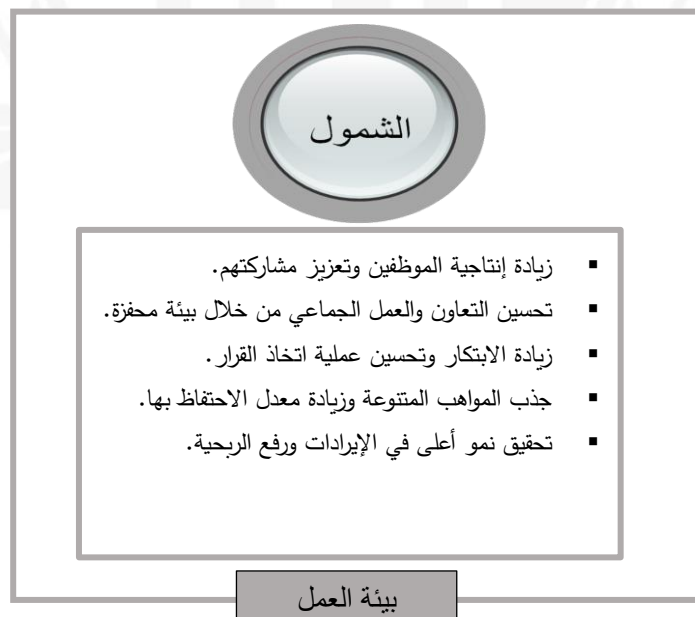 الشمول
▪ زيادة إنتاجية الموظفين وتعزيز مشاركتهم.
▪ تحسين التعاون والعمل الجماعي من خلال بيئة محفزة.
▪ زيادة الابتكار وتحسين عملية اتخاذ القرار.
▪ جذب المواهب المتنوعة وزيادة معدل الاحتفاظ بها.
▪ تحقيق نمو أعلى في الإيرادات ورفع الربحية.
بيئة العمل